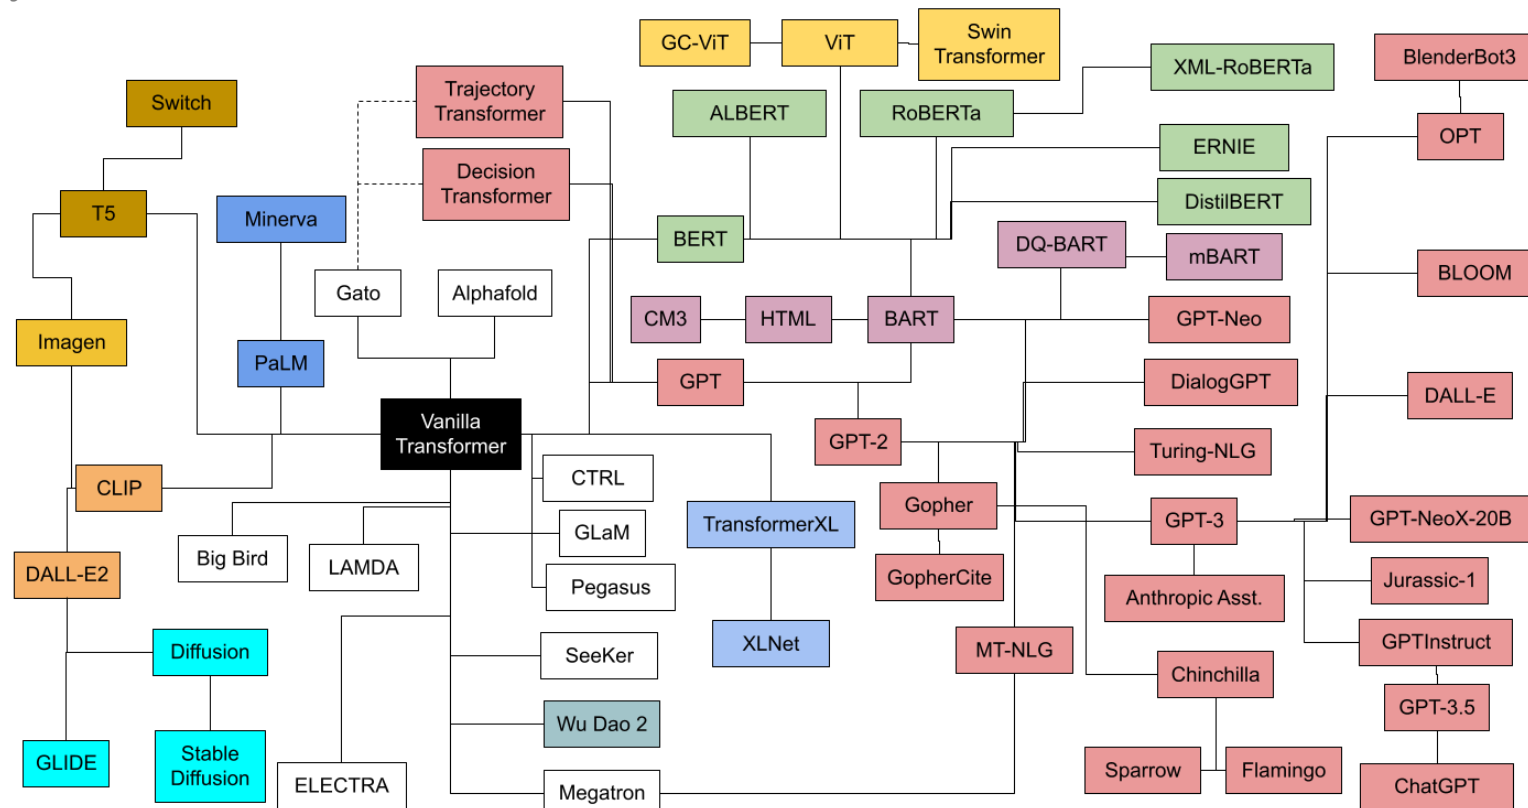 GC-ViT
ViT
Swin
Transformer
BlenderBot3
XML-RoBERTa
Switch
Trajectory
Transformer
ALBERT
RoBERTa
OPT
ERNIE
Decision
Transformer
DistilBERT
T5
Minerva
BERT
DQ-BART
mBART
BLOOM
Gato
Alphafold
CM3
HTML
BART
GPT-Neo
Imagen
PaLM
GPT
DialogGPT
DALL-E
Vanilla
Transformer
GPT-2
Turing-NLG
CLIP
CTRL
Gopher
TransformerXL
GPT-3
GPT-NeoX-20B
GLaM
Big Bird
LAMDA
DALL-E2
Pegasus
GopherCite
Anthropic Asst.
Jurassic-1
Diffusion
SeeKer
XLNet
MT-NLG
GPTInstruct
Chinchilla
GPT-3.5
Wu Dao 2
GLIDE
Stable
Diffusion
ELECTRA
Megatron
Sparrow
Flamingo
ChatGPT